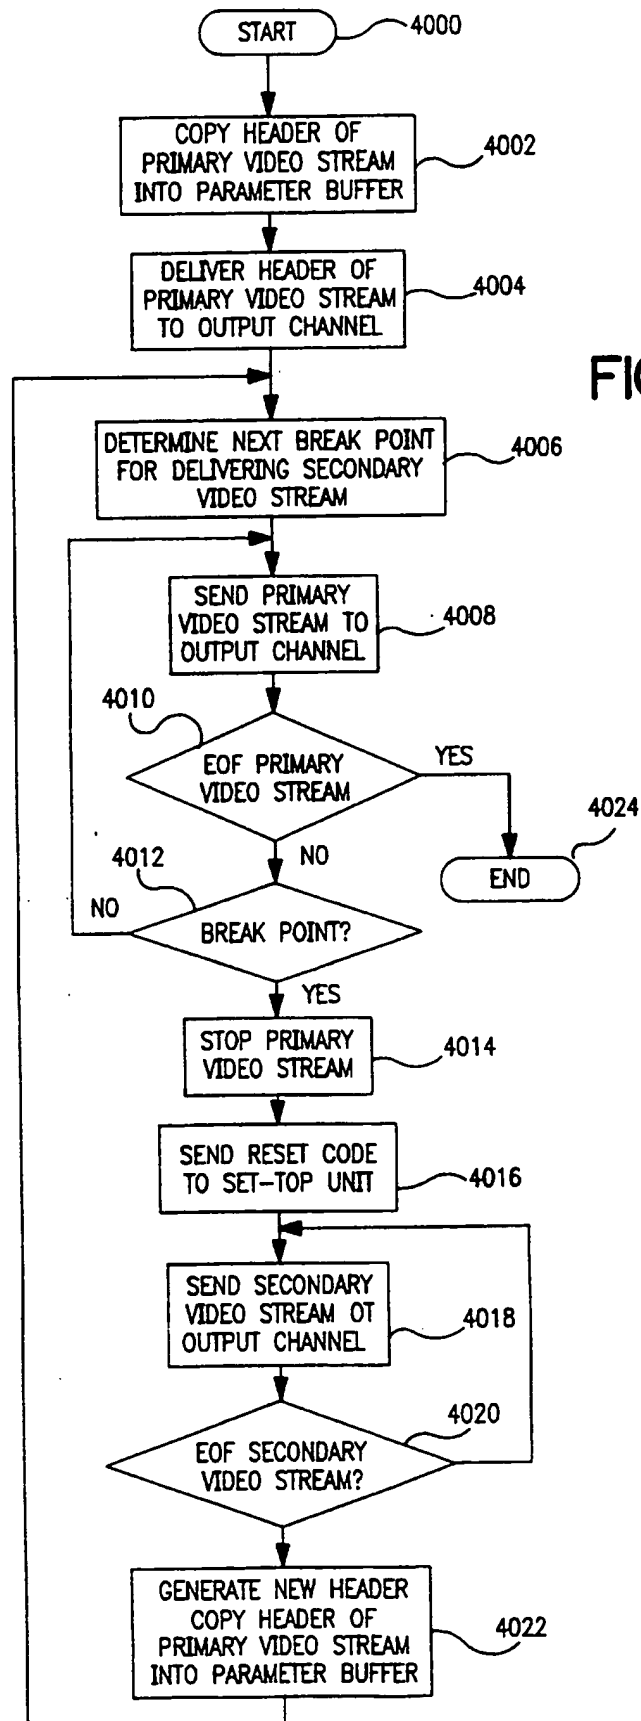 START
4000
COPY HEADER OF
PRIMARY VIDEO STREAM
INTO PARAMETER BUFFER
4002
DELIVER HEADER OF
PRIMARY VIDEO STREAM
TO OUTPUT CHANNEL
4004
FIG
DETERMINE NEXT BREAK POINT
FOR DELIVERING SECONDARY
VIDEO STREAM
4006
SEND PRIMARY
VIDEO STREAM TO
OUTPUT CHANNEL
4008
4010
EOF PRIMARY
VIDEO STREAM
YES
NO
4024
END
4012
NO
BREAK POINT?
YES
STOP PRIMARY
VIDEO STREAM
4014
SEND RESET CODE
TO SET-TOP UNIT
4016
SEND SECONDARY
VIDEO STREAM OT
OUTPUT CHANNEL
4018
4020
EOF SECONDARY
VIDEO STREAM?
GENERATE NEW HEADER
COPY HEADER OF
PRIMARY VIDEO STREAM
INTO PARAMETER BUFFER
4022